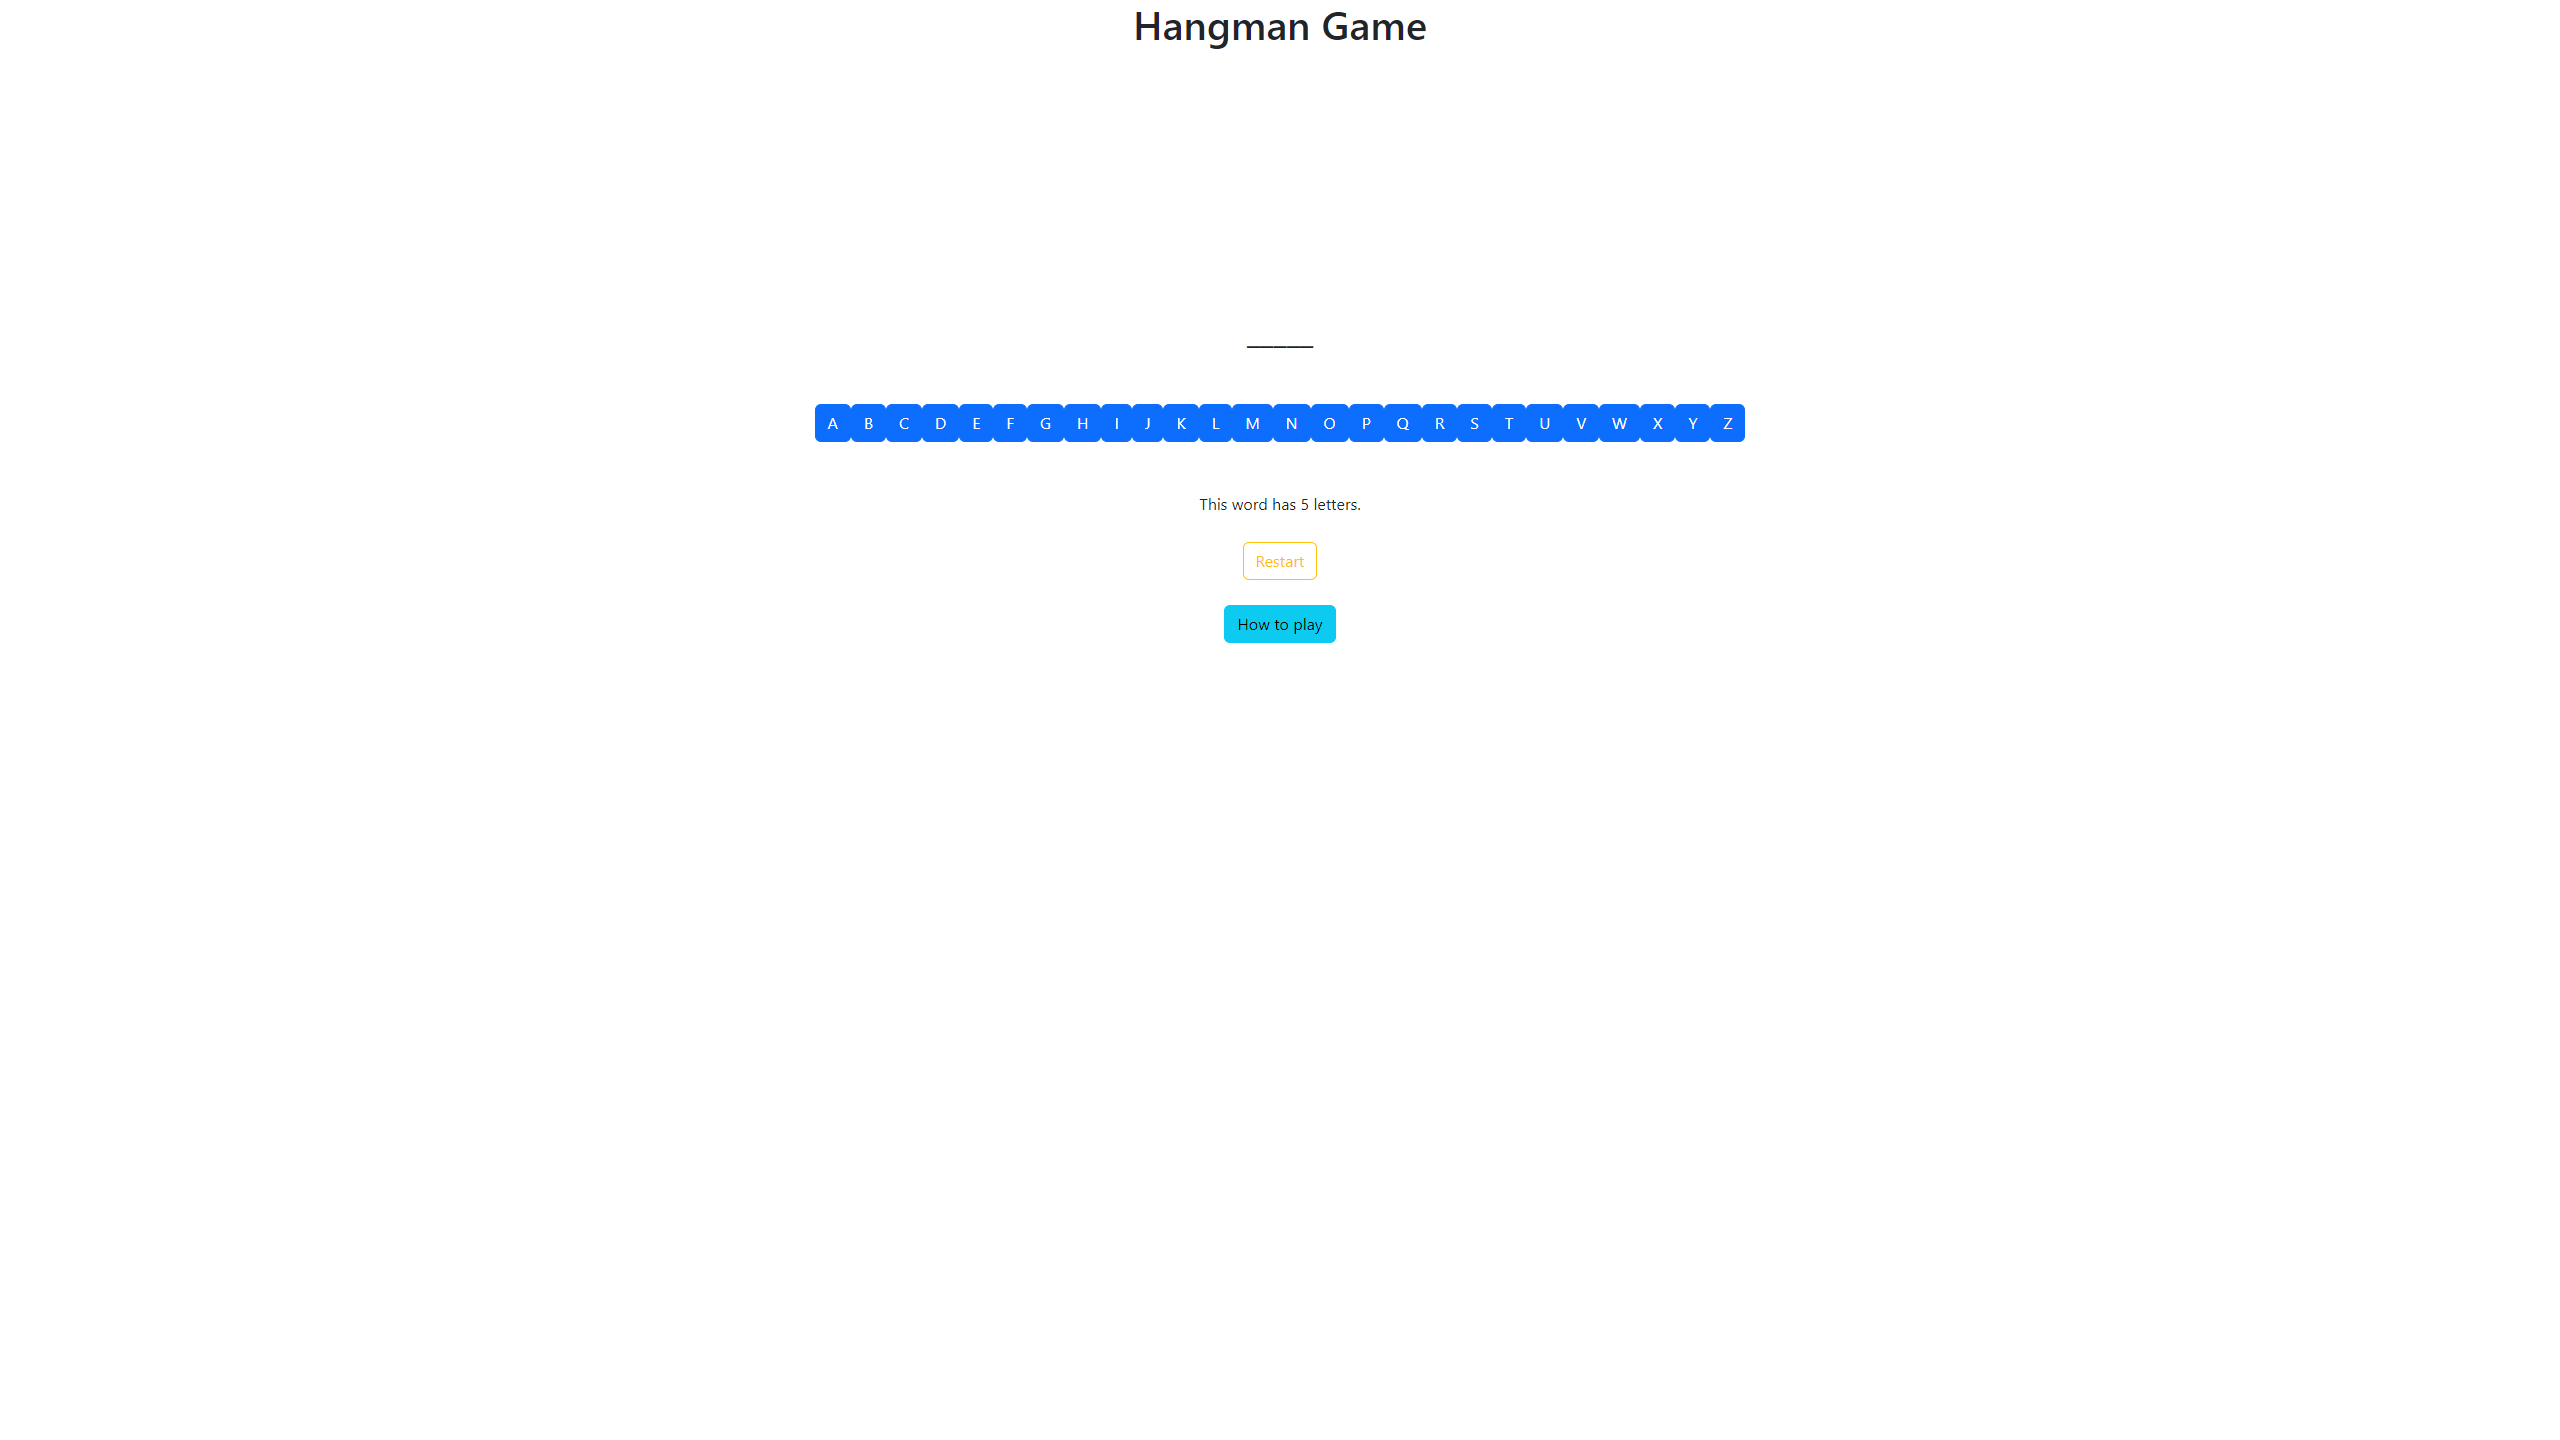 Hangman Game
_____
A B C D E F G H I J K L M N O P Q R S T U V W X Y Z
This word has 5 letters.
Restart
How to play